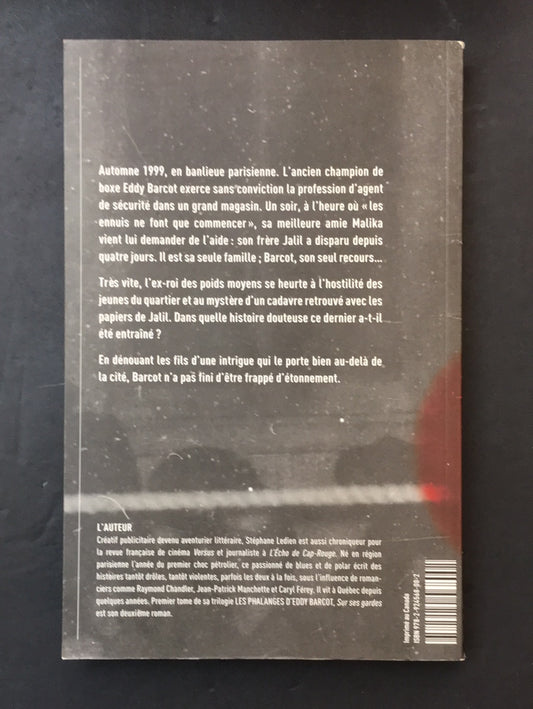 Automne 1999, en banlieue parisienne. L'ancien champion de
boxe Eddy Barcot exerce sans conviction la profession d'agent
de sécurité dans un grand magasin. Un soir, à l'heure où « les
ennuis ne font que commencer », sa meilleure amie Malika
vient lui demander de l'aide : son frère Jalil a disparu depuis
quatre jours. Il est sa seule famille ; Barcot, son seul recours...
Très vite, l'ex-roi des poids moyens se heurte à l'hostilité des
jeunes du quartier et au mystère d'un cadavre retrouvé avec les
papiers de Jalil. Dans quelle histoire douteuse ce dernier a-t-il
été entraîné ?
En dénouant les fils d'une intrigue qui le porte bien au-delà de
la cité, Barcot n'a pas fini d'être frappé d'étonnement.
L'AUTEUR
Créatif publicitaire devenu aventurier littéraire, Stéphane Ledien est aussi chroniqueur pour
la revue française de cinéma Versus et journaliste à L'Écho de Cap-Rouge. Né en région
parisienne l'année du premier choc pétrolier, ce passionné de blues et de polar écrit des
histoires tantôt drôles, tantôt violentes, parfois les deux à la fois, sous l'influence de roman-
ciers comme Raymond Chandler, Jean-Patrick Manchette et Caryl Férey. Il vit à Québec depuis
quelques années. Premier tome de sa trilogie LES PHALANGES D'EDDY BARCOT, Sur ses gardes
est son deuxième roman.
Imprimé au Canada
ISBN 978-2-924568-00-2